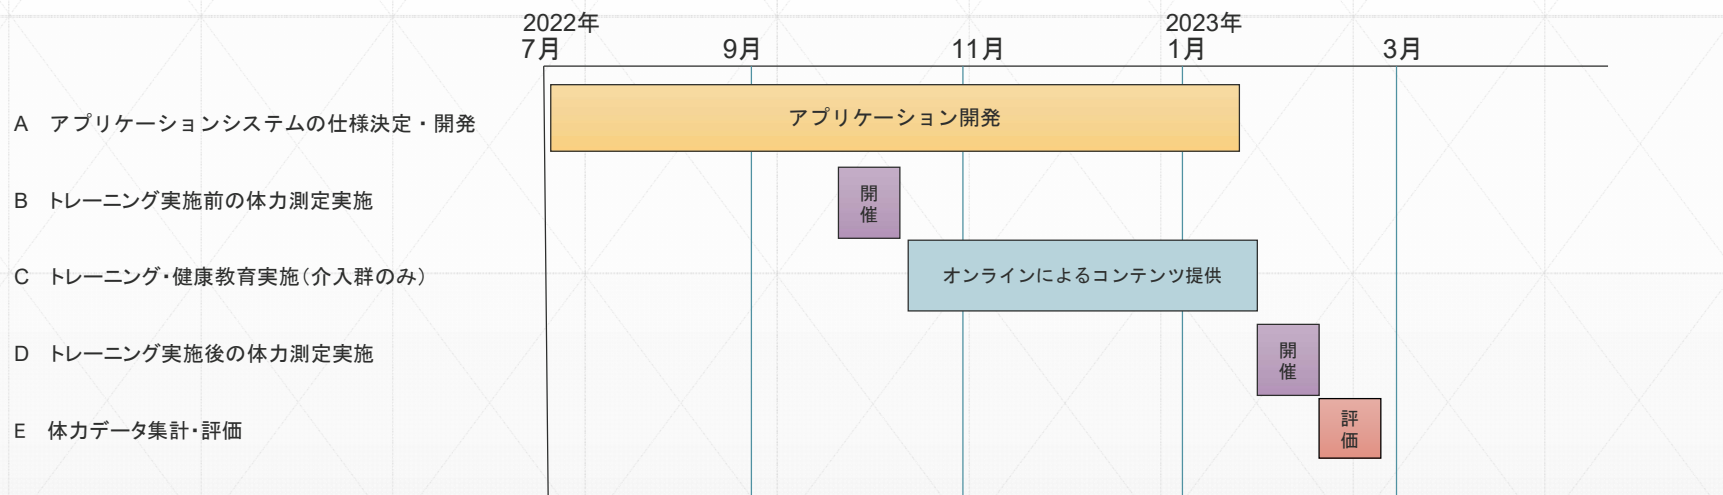 2022年
2023年
7月
9月
11月
1月
3月
A アプリケーションシステムの仕様決定・開発
アプリケーション開発
B トレーニング実施前の体力測定実施
開
催
C トレーニング・健康教育実施(介入群のみ)
オンラインによるコンテンツ提供
D トレーニング実施後の体力測定実施
開
催
E 体力データ集計・評価
評
価